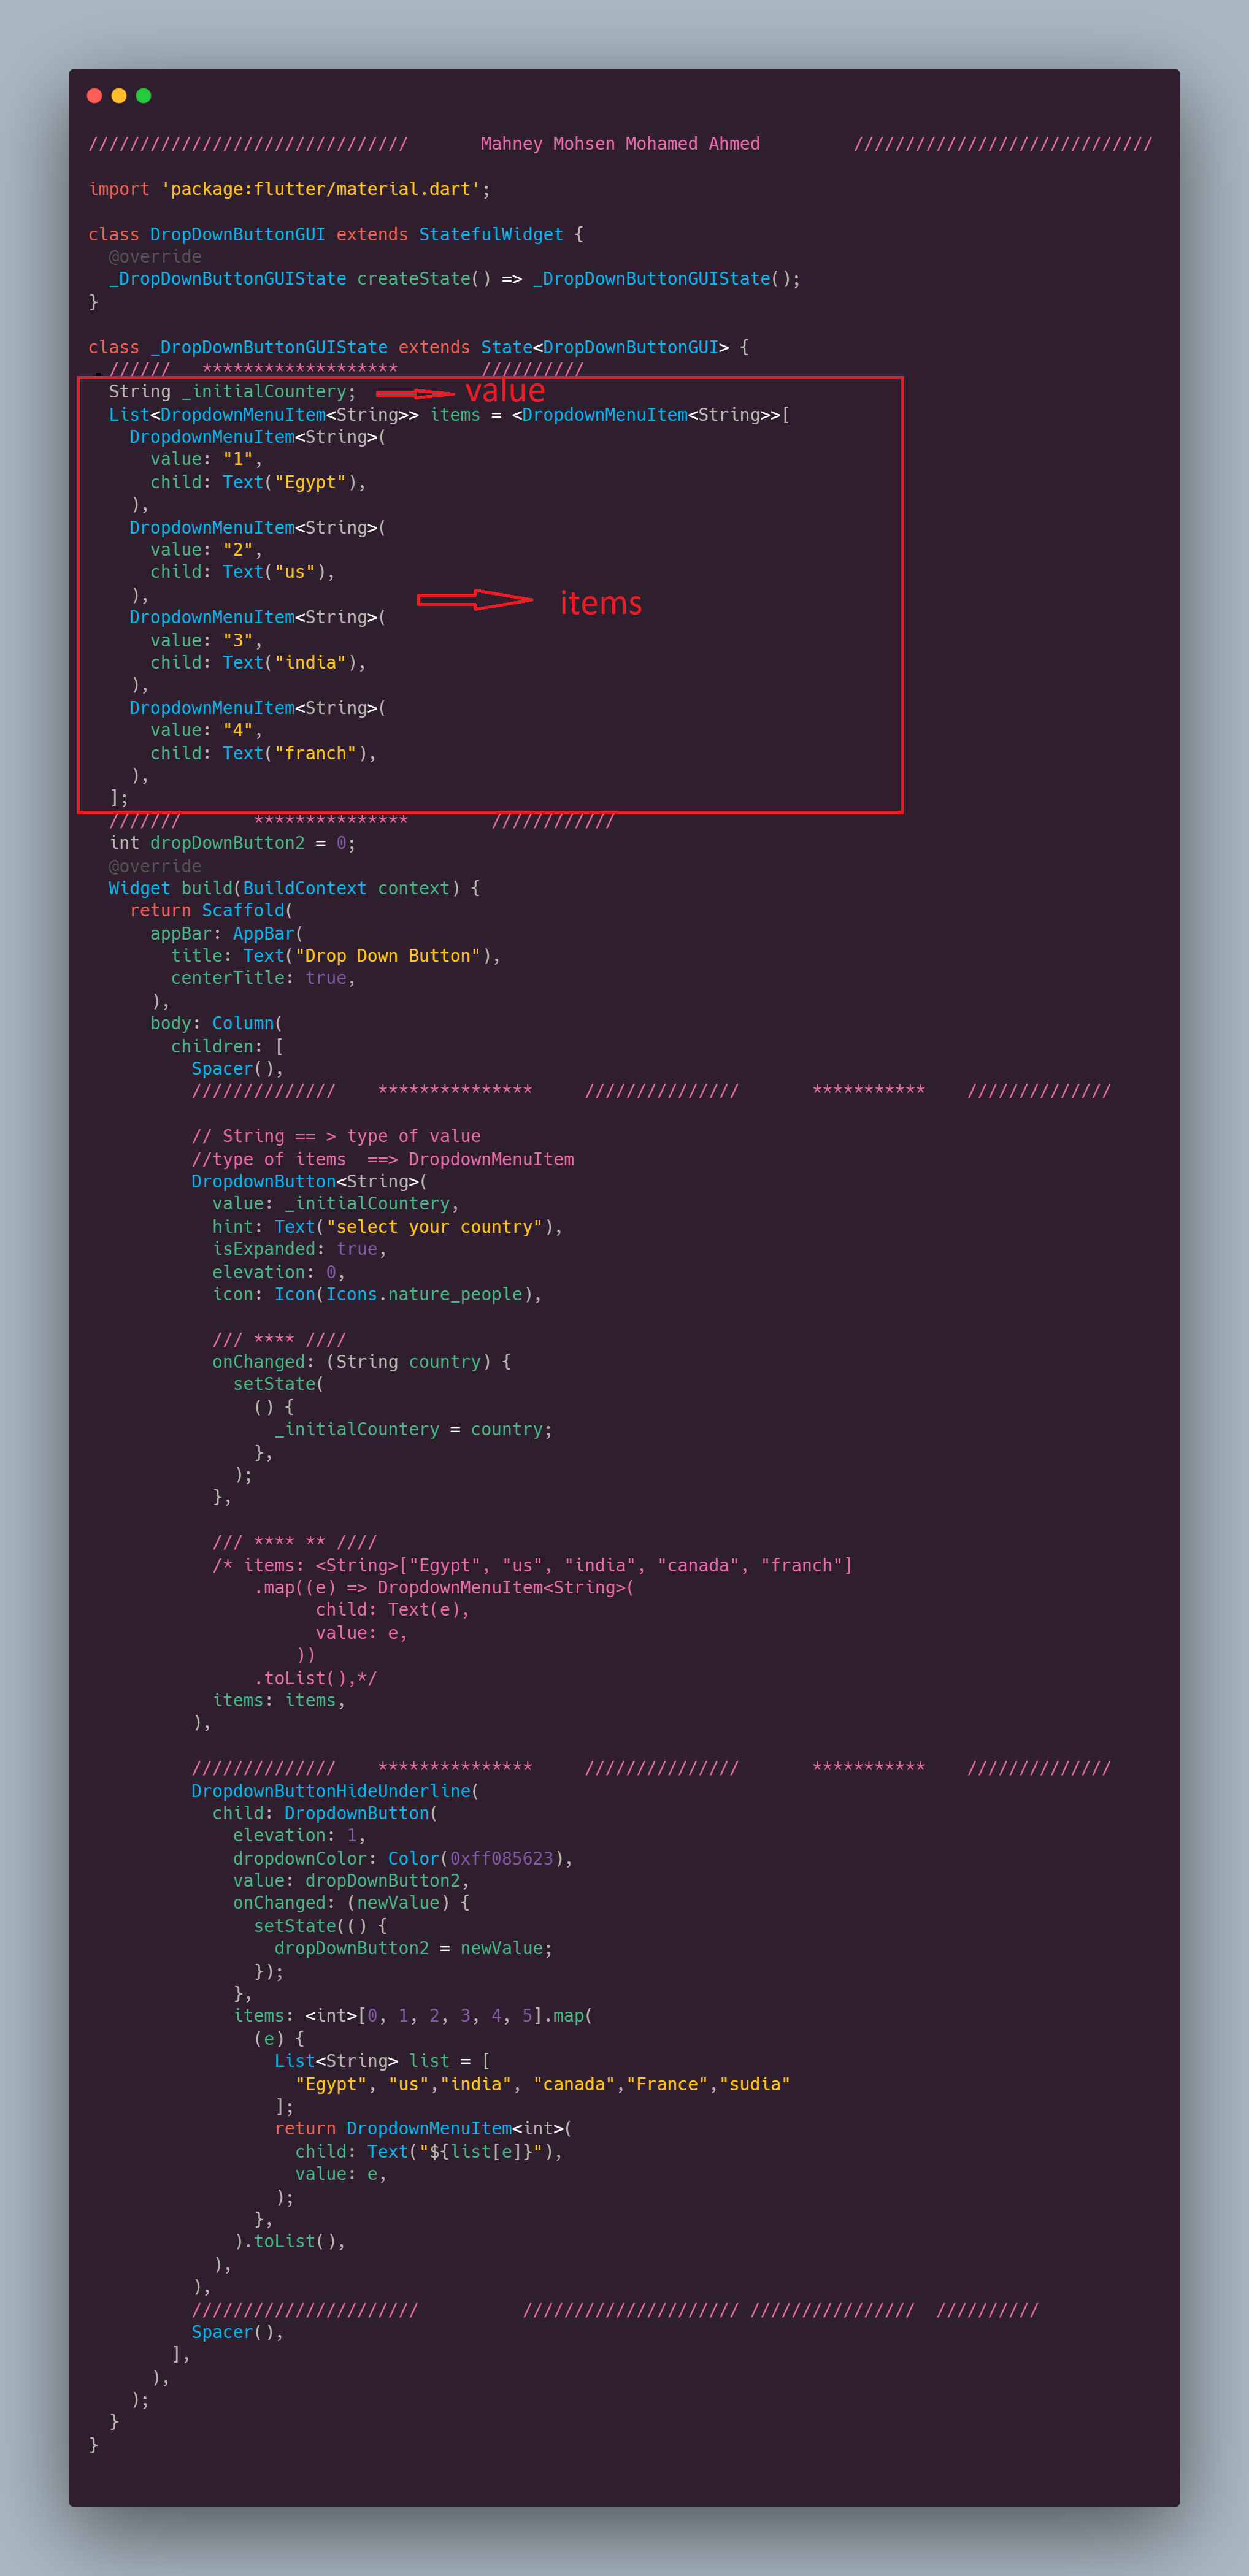 ///////////////////////////////       Mahney Mohsen Mohamed Ahmed         /////////////////////////////
import 'package:flutter/material.dart';
class DropDownButtonGUI extends StatefulWidget {
  @override
  _DropDownButtonGUIState createState() => _DropDownButtonGUIState();
}
class _DropDownButtonGUIState extends State<DropDownButtonGUI> {
  //////   *******************        //////////
  String _initialCountery; value
  List<DropdownMenuItem<String>> items = <DropdownMenuItem<String>>[
    DropdownMenuItem<String>(
      value: "1",
      child: Text("Egypt"),
    ),
    DropdownMenuItem<String>(
      value: "2",
      child: Text("us"),
    ), items
    DropdownMenuItem<String>(
      value: "3",
      child: Text("india"),
    ),
    DropdownMenuItem<String>(
      value: "4",
      child: Text("franch"),
    ),
  ];
  ///////       ***************        ////////////
  int dropDownButton2 = 0;
  @override
  Widget build(BuildContext context) {
    return Scaffold(
      appBar: AppBar(
        title: Text("Drop Down Button"),
        centerTitle: true,
      ),
      body: Column(
        children: [
          Spacer(),
          //////////////    ***************     ///////////////       ***********    //////////////
          // String == > type of value
          //type of items  ==> DropdownMenuItem
          DropdownButton<String>(
            value: _initialCountery,
            hint: Text("select your country"),
            isExpanded: true,
            elevation: 0,
            icon: Icon(Icons.nature_people),
            /// **** ////
            onChanged: (String country) {
              setState(
                () {
                  _initialCountery = country;
                },
              );
            },
            /// **** ** ////
            /* items: <String>["Egypt", "us", "india", "canada", "franch"]
                .map((e) => DropdownMenuItem<String>(
                      child: Text(e),
                      value: e,
                    ))
                .toList(),*/
            items: items,
          ),
          //////////////    ***************     ///////////////       ***********    //////////////
          DropdownButtonHideUnderline(
            child: DropdownButton(
              elevation: 1,
              dropdownColor: Color(0xff085623),
              value: dropDownButton2,
              onChanged: (newValue) {
                setState(() {
                  dropDownButton2 = newValue;
                });
              },
              items: <int>[0, 1, 2, 3, 4, 5].map(
                (e) {
                  List<String> list = [
                    "Egypt", "us","india", "canada","France","sudia"
                  ];
                  return DropdownMenuItem<int>(
                    child: Text("${list[e]}"),
                    value: e,
                  );
                },
              ).toList(),
            ),
          ),
          //////////////////////          ///////////////////// ////////////////  //////////
          Spacer(),
        ],
      ),
    );
  }
}